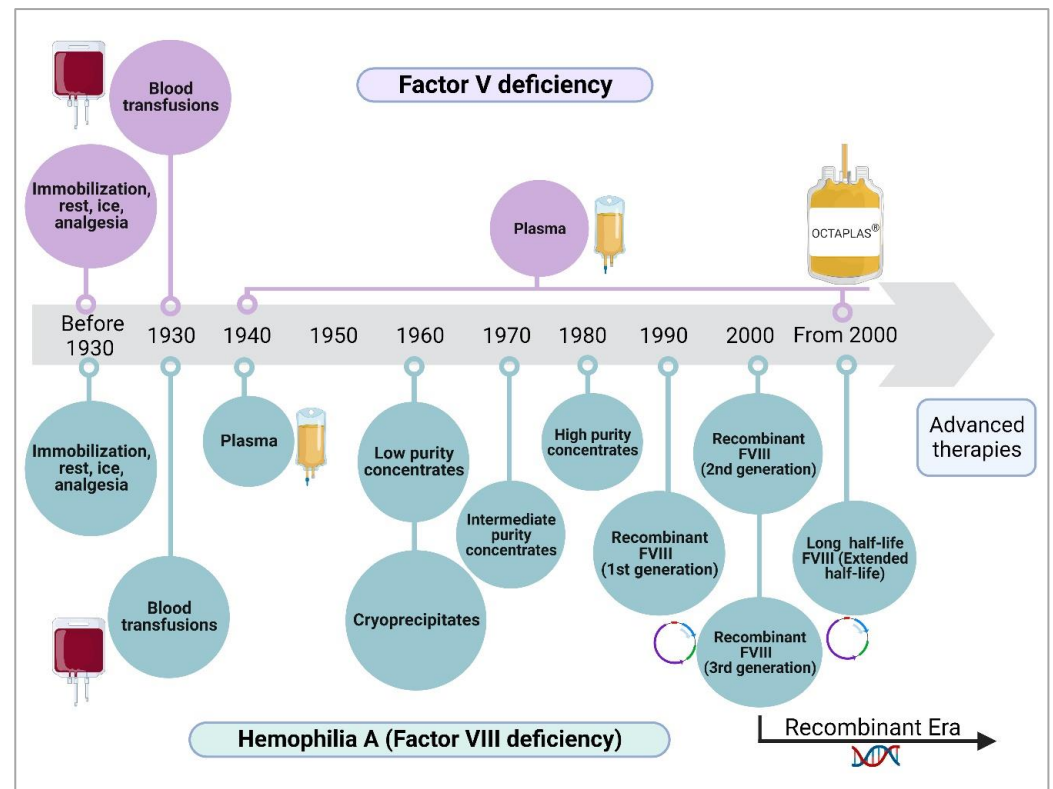 Factor V deficiency
Blood
transfusions
Immobilization,
rest, ice,
analgesia
Plasma
OCTAPLAS®
Before
1930
1930
1940
1950
1960
1970
1980
1990
2000
From 2000
Advanced
therapies
Immobilization,
rest, ice,
analgesia
Blood
transfusions
Plasma
Low purity
concentrates
Cryoprecipitates
Intermediate
purity
concentrates
High purity
concentrates
Recombinant
FVIII
(1st generation)
Recombinant
FVIII
(2nd generation)
Recombinant
FVIII
(3rd generation)
Long half-life
FVIII (Extended
half-life)
Recombinant Era
Hemophilia A (Factor VIII deficiency)